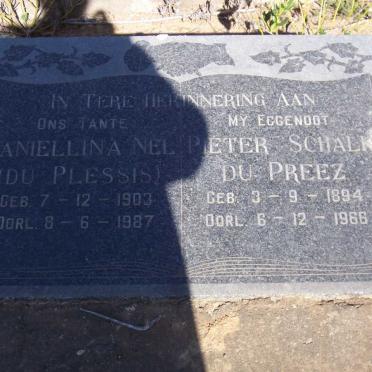 IN TERE HERINNERING AAN
ONS TANTE
ANIELLINA NEL
(DU PLESSIS)
GEB. 7-12-1903
OORL. 8-6-1987
MY EGGENOOT
PIETER SCHALK
DU PREEZ
GEB. 3-9-1894
OORL. 6-12-1966